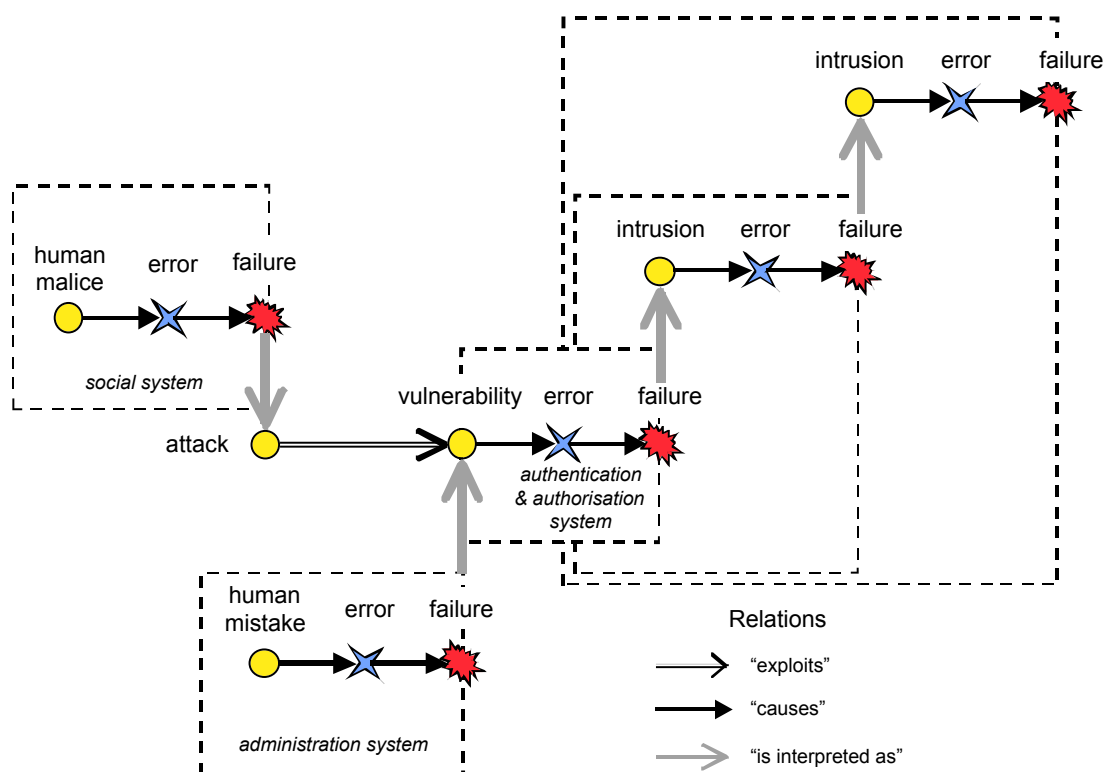 intrusion error failure
intrusion error failure
human
malice
error failure
social system
vulnerability error failure
attack
authentication
& authorisation
system
human
mistake
error failure
administration system
Relations
“exploits”
“causes”
“is interpreted as”